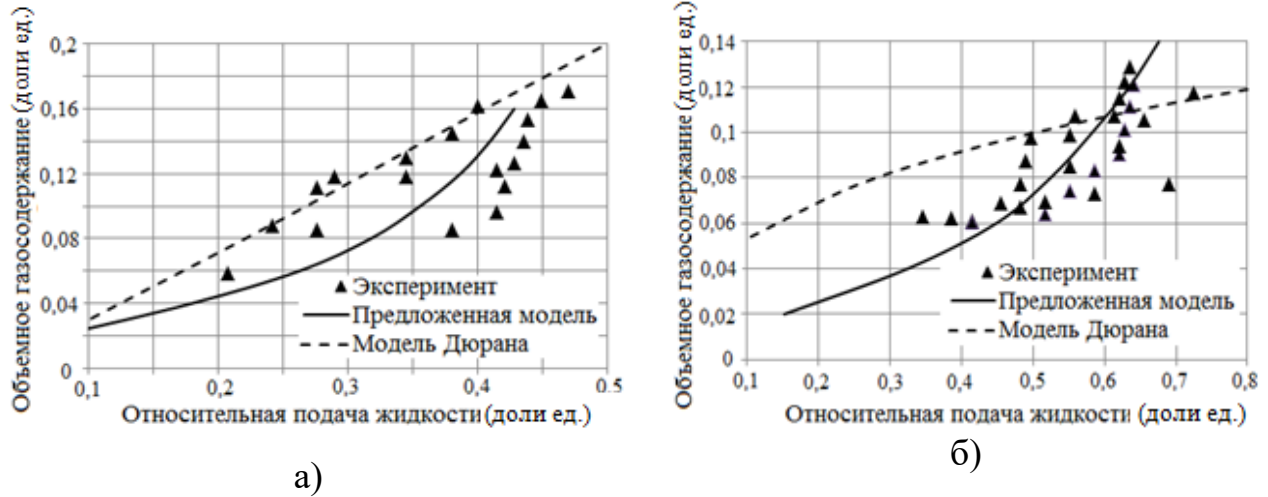 Объемное газосодержание (доли ед.)
0,2
0,16
0,12
0,08
0,04
0
0,1
0,2
0,3
0,4
0,5
Эксперимент
Предложенная модель
Модель Дюрана
Относительная подача жидкости (доли ед.)
а)
Объемное газосодержание (доли ед.)
0,14
0,12
0,1
0,08
0,06
0,04
0,02
0
0,1
0,2
0,3
0,4
0,5
0,6
0,7
0,8
Эксперимент
Предложенная модель
Модель Дюрана
Относительная подача жидкости (доли ед.)
б)